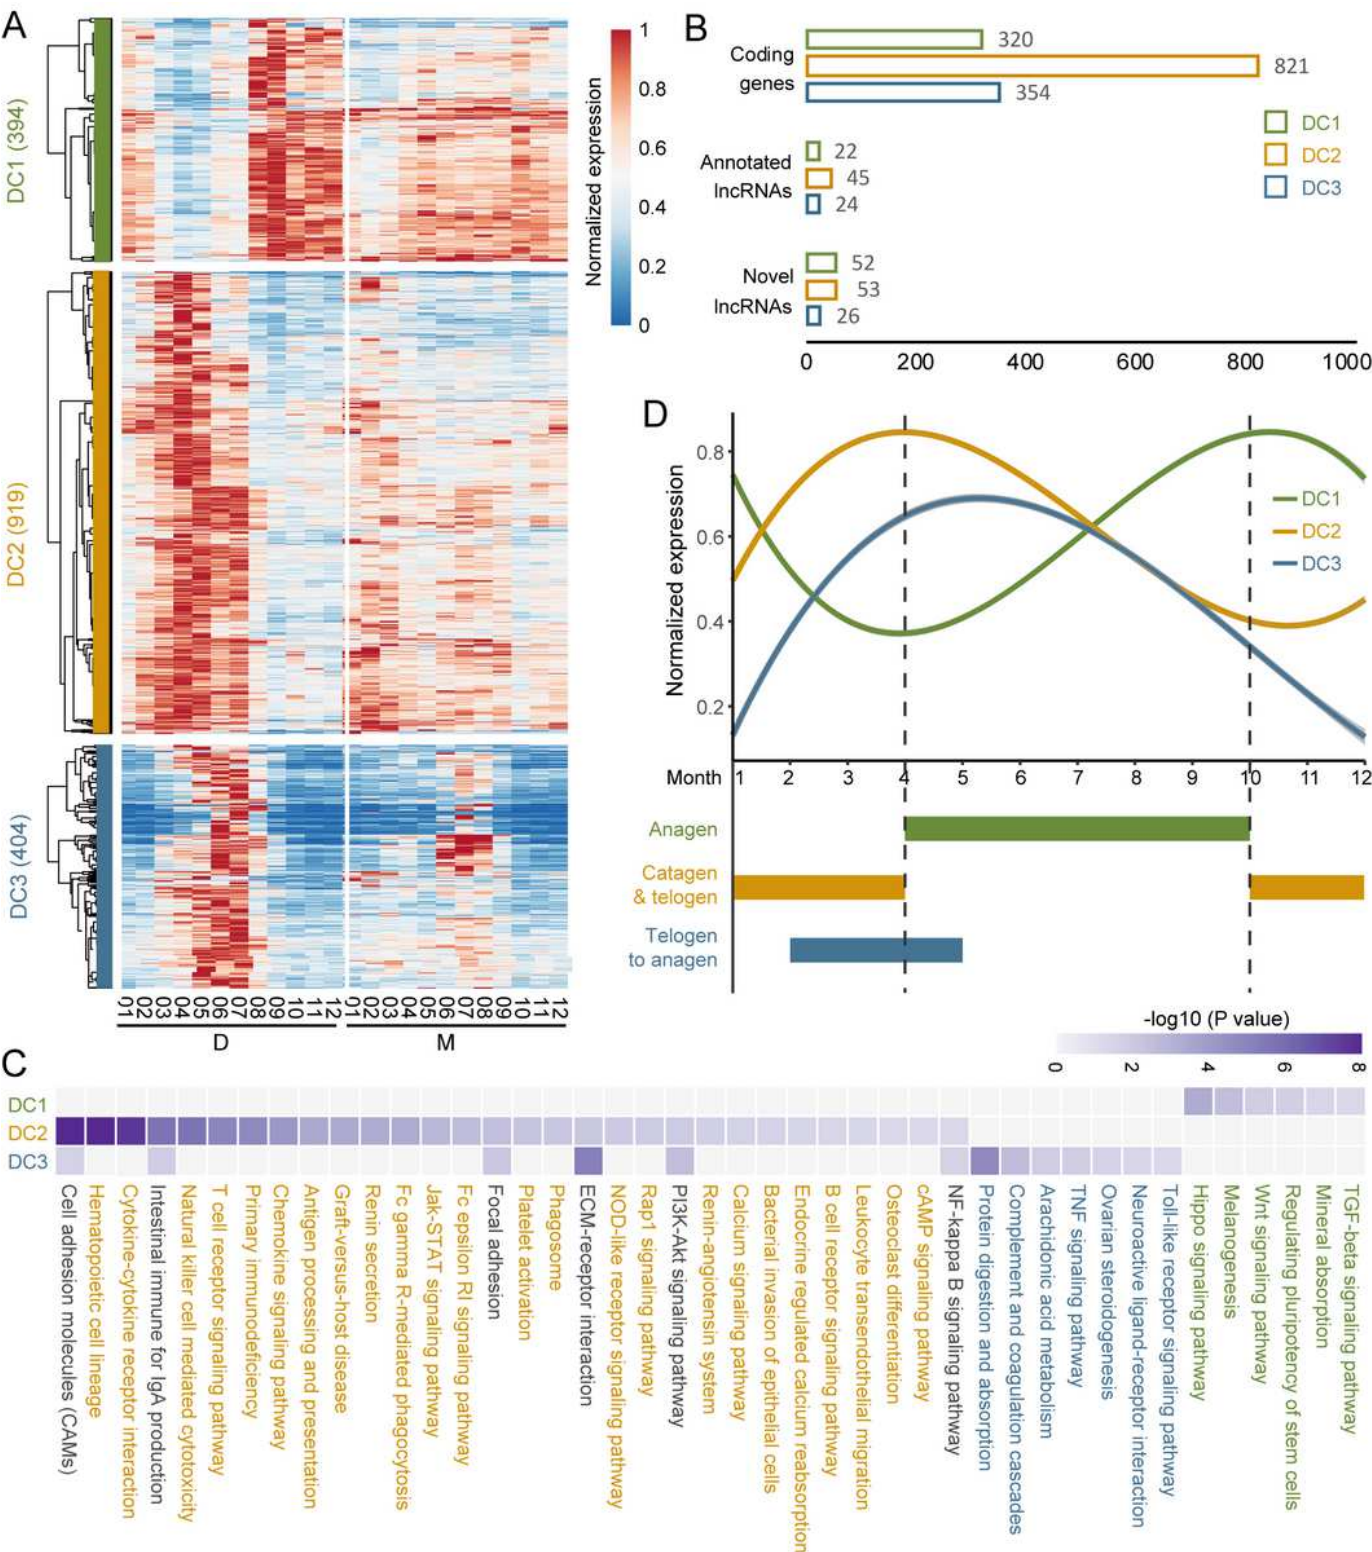 A
DC1 (394)
DC2 (919)
DC3 (404)
Normalized expression
1
0.8
0.6
0.4
0.2
0
01 02 03 04 05 06 07 08 09 10 11 12
01 02 03 04 05 06 07 08 09 10 11 12
D
M
B
Coding
genes
320
821
354
Annotated
lncRNAs
22
45
24
Novel
lncRNAs
52
53
26
DC1
DC2
DC3
0 200 400 600 800 1000
D
Normalized expression
0.8
0.6
0.4
0.2
DC1
DC2
DC3
Month 1 2 3 4 5 6 7 8 9 10 11 12
Anagen
Catagen
& telogen
Telogen
to anagen
C
-log10 (P value)
0 2 4 6 8
DC1
DC2
DC3
Cell adhesion molecules (CAMs)
Hematopoietic cell lineage
Cytokine-cytokine receptor interaction
Intestinal immune for IgA production
Natural killer cell mediated cytotoxicity
T cell receptor signaling pathway
Primary immunodeficiency
Chemokine signaling pathway
Antigen processing and presentation
Graft-versus-host disease
Renin secretion
Fc gamma R-mediated phagocytosis
Jak-STAT signaling pathway
Fc epsilon RI signaling pathway
Focal adhesion
Platelet activation
Phagosome
ECM-receptor interaction
NOD-like receptor signaling pathway
Rap1 signaling pathway
PI3K-Akt signaling pathway
Renin-angiotensin system
Calcium signaling pathway
Bacterial invasion of epithelial cells
Endocrine regulated calcium reabsorption
B cell receptor signaling pathway
Leukocyte transendothelial migration
Osteoclast differentiation
cAMP signaling pathway
NF-kappa B signaling pathway
Protein digestion and absorption
Complement and coagulation cascades
Arachidonic acid metabolism
TNF signaling pathway
Ovarian steroidogenesis
Neuroactive ligand-receptor interaction
Toll-like receptor signaling pathway
Hippo signaling pathway
Melanogenesis
Wnt signaling pathway
Regulating pluripotency of stem cells
Mineral absorption
TGF-beta signaling pathway